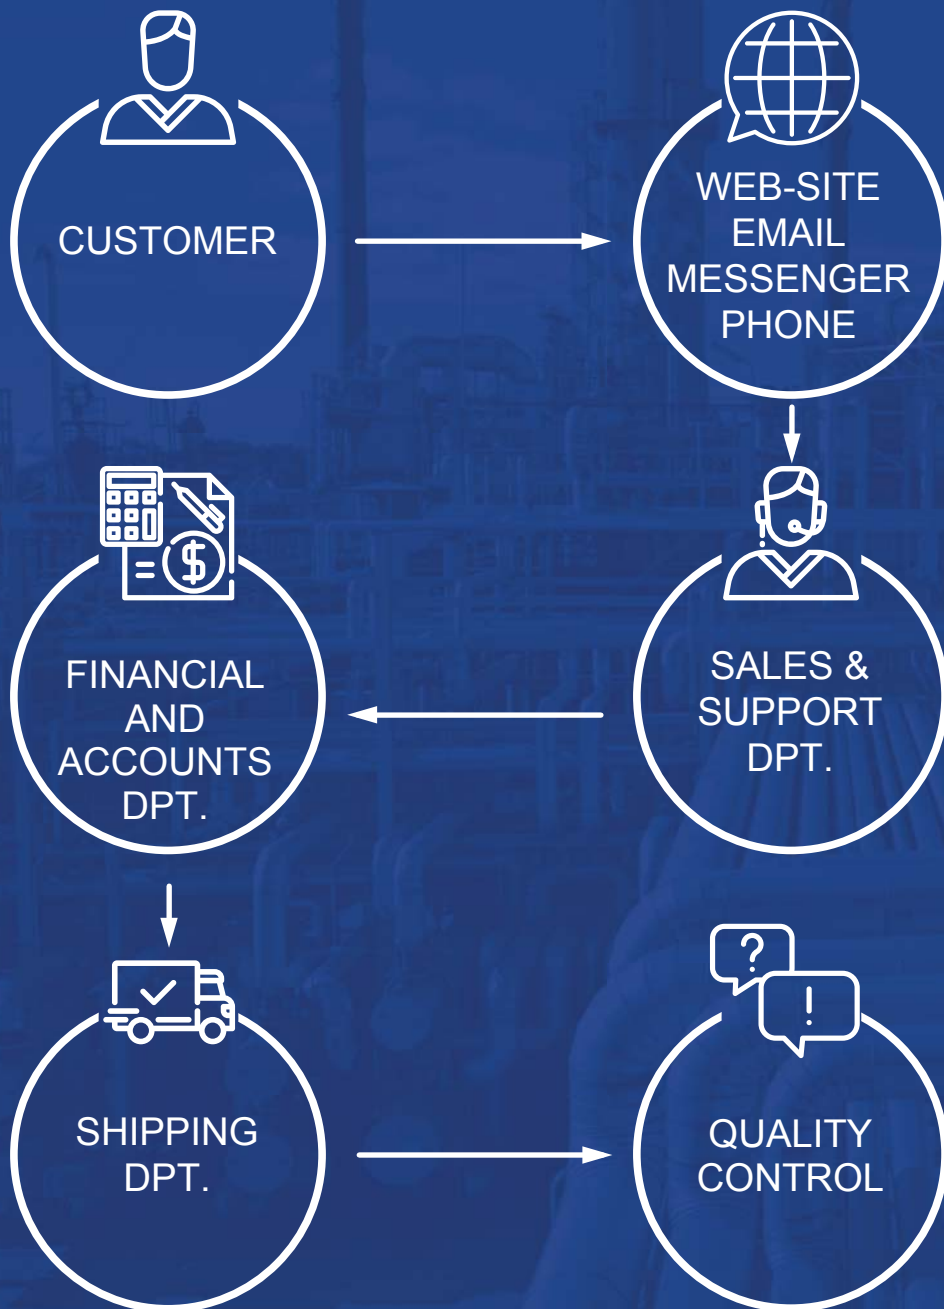 CUSTOMER
WEB-SITE
EMAIL
MESSENGER
PHONE
SALES &
SUPPORT
DPT.
FINANCIAL
AND
ACCOUNTS
DPT.
SHIPPING
DPT.
QUALITY
CONTROL